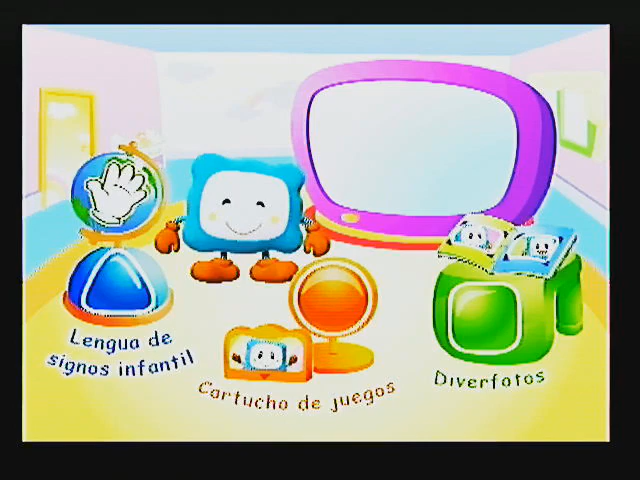 Lengua de
signos infantil
Cartucho de juegos
Diverfotos